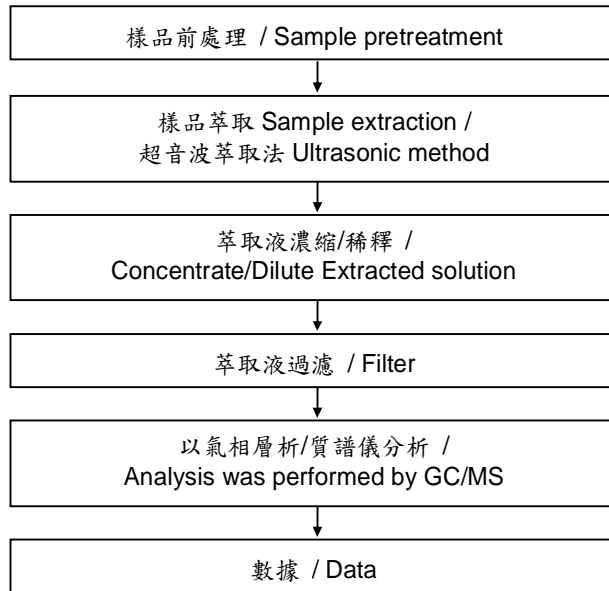 樣品前處理 / Sample pretreatment
樣品萃取 Sample extraction /
超音波萃取法 Ultrasonic method
萃取液濃縮/稀釋 /
Concentrate/Dilute Extracted solution
萃取液過濾 / Filter
以氣相層析/質譜儀分析 /
Analysis was performed by GC/MS
數據 / Data